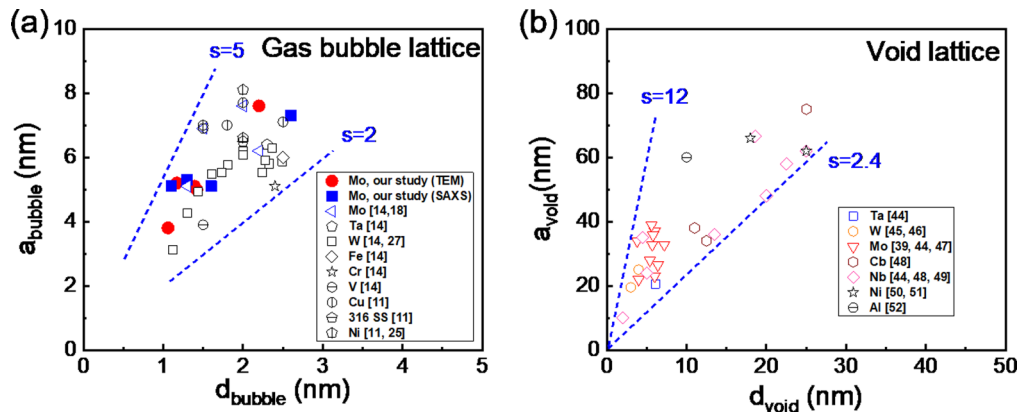 (a)
Gas bubble lattice
s=5
s=2
10
8
6
4
2
0
a_bubble (nm)
0 1 2 3 4 5
d_bubble (nm)
Mo, our study (TEM)
Mo, our study (SAXS)
Mo [14,18]
Ta [14]
W [14, 27]
Fe [14]
Cr [14]
V [14]
Cu [11]
316 SS [11]
Ni [11, 25]
(b)
Void lattice
s=12
s=2.4
100
80
60
40
20
0
a_void(nm)
0 10 20 30 40 50
d_void (nm)
Ta [44]
W [45, 46]
Mo [39, 44, 47]
Cb [48]
Nb [44, 48, 49]
Ni [50, 51]
Al [52]